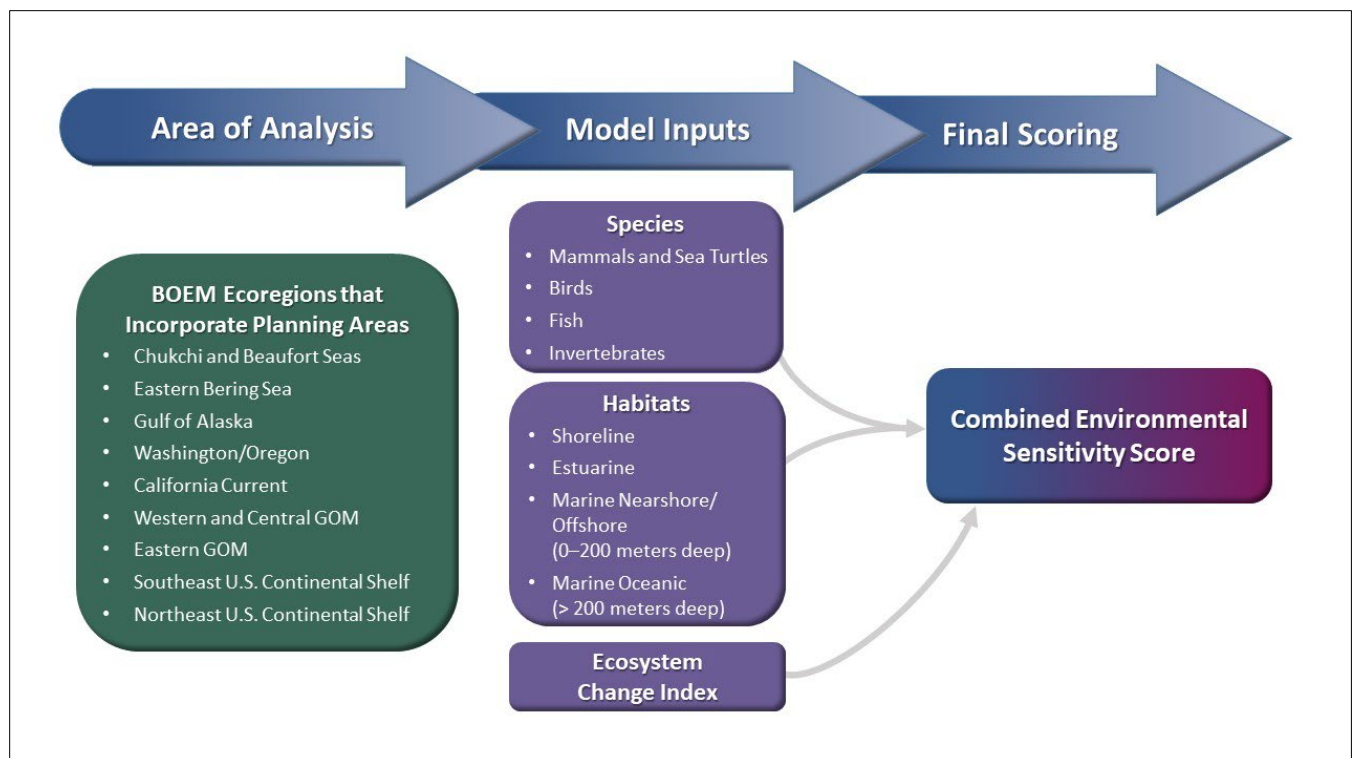 Area of Analysis
Model Inputs
Final Scoring
BOEM Ecoregions that
Incorporate Planning Areas
• Chukchi and Beaufort Seas
• Eastern Bering Sea
• Gulf of Alaska
• Washington/Oregon
• California Current
• Western and Central GOM
• Eastern GOM
• Southeast U.S. Continental Shelf
• Northeast U.S. Continental Shelf
Species
• Mammals and Sea Turtles
• Birds
• Fish
• Invertebrates
Habitats
• Shoreline
• Estuarine
• Marine Nearshore/
Offshore
(0–200 meters deep)
• Marine Oceanic
(> 200 meters deep)
Ecosystem
Change Index
Combined Environmental
Sensitivity Score